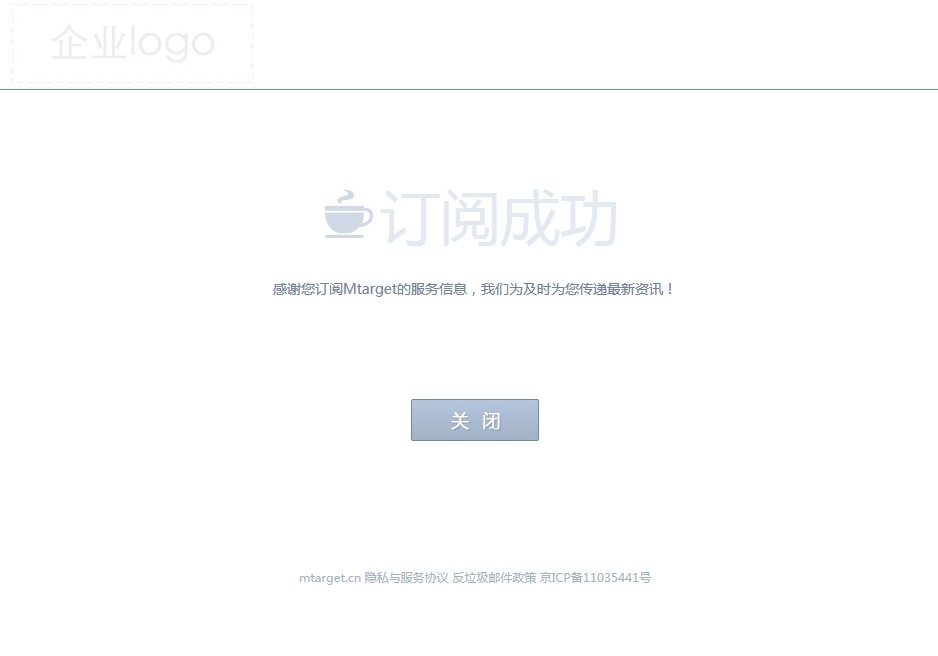 企业logo
订阅成功
感谢您订阅Mtarget的服务信息，我们为及时为您传递最新资讯！
关 闭
mtarget.cn 隐私与服务协议 反垃圾邮件政策 京ICP备11035441号